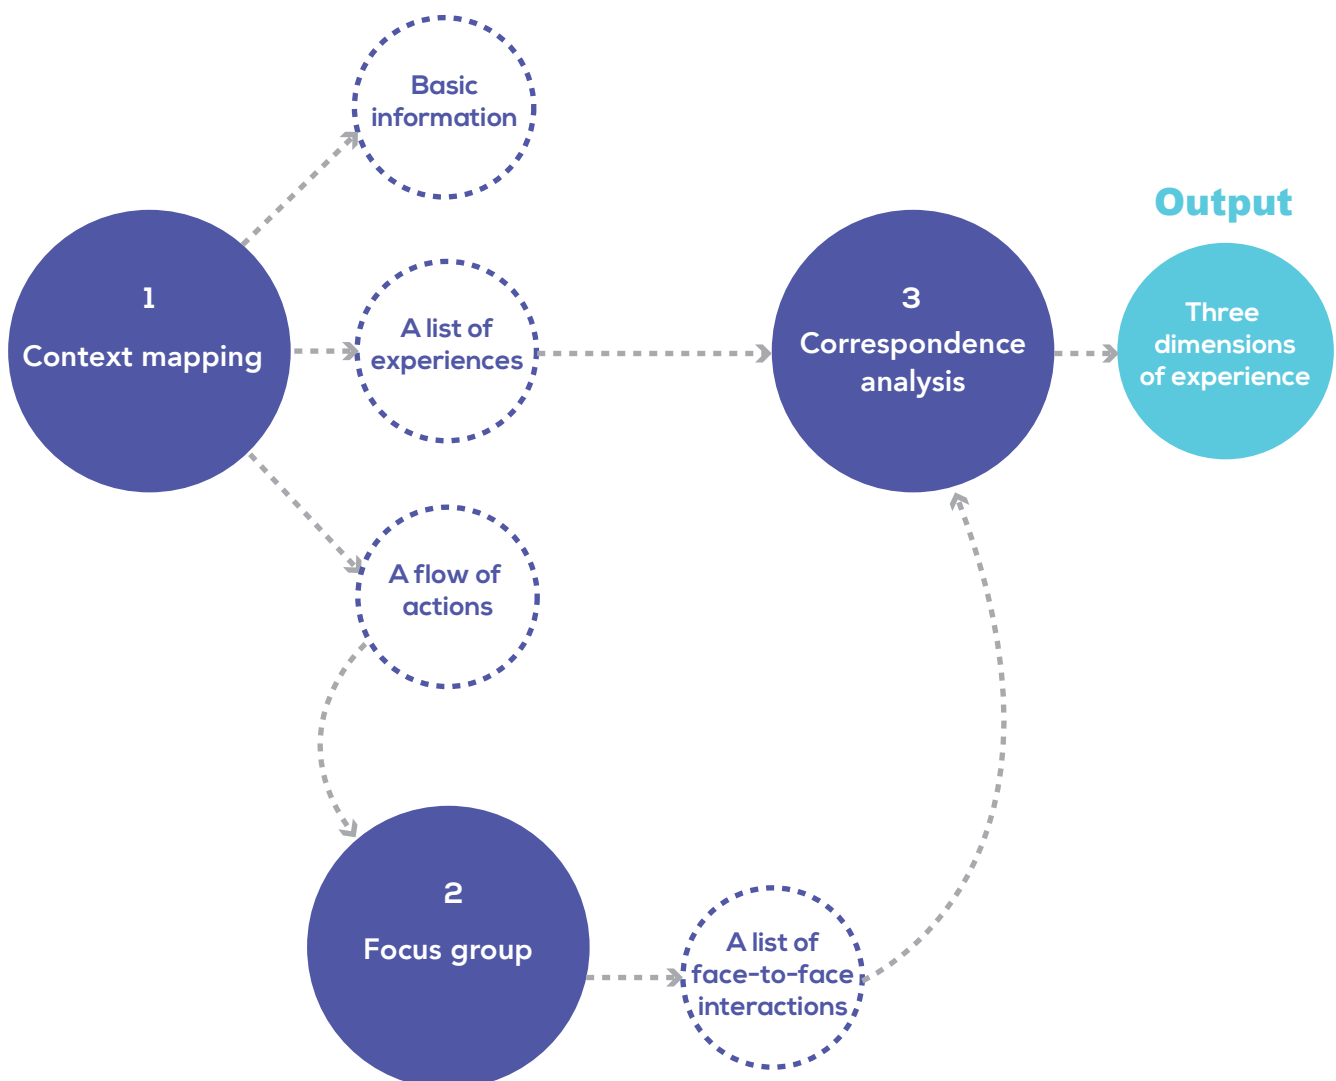 Basic
information
1
Context mapping
A list of
experiences
A flow of
actions
2
Focus group
A list of
face-to-face
interactions
3
Correspondence
analysis
Output
Three
dimensions
of experience